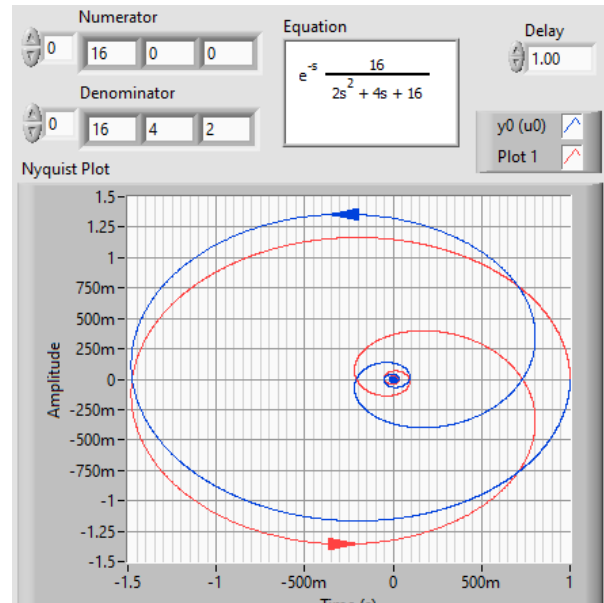 Numerator
0 16 0 0
Denominator
0 16 4 2
Equation
e^-s 16
2s^2 + 4s + 16
Delay
1.00
y0 (u0)
Plot 1
Nyquist Plot
1.5
1.25
1
750m
500m
250m
0
-250m
-500m
-750m
-1
-1.25
-1.5
Amplitude
-1.5 -1 -500m 0 500m 1